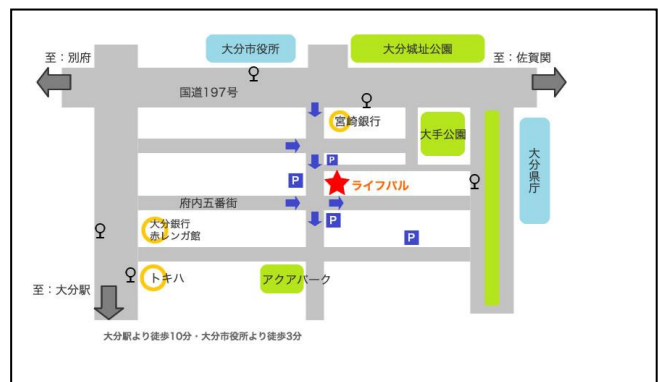 大分市役所
大分城址公園
至：別府
至：佐賀関
国道197号
宮崎銀行
大手公園
P
大分県庁
P
ライフパル
府内五番街
P
大分銀行
赤レンガ館
P
トキハ
アクアパーク
至：大分駅
大分駅より徒歩10分・大分市役所より徒歩3分